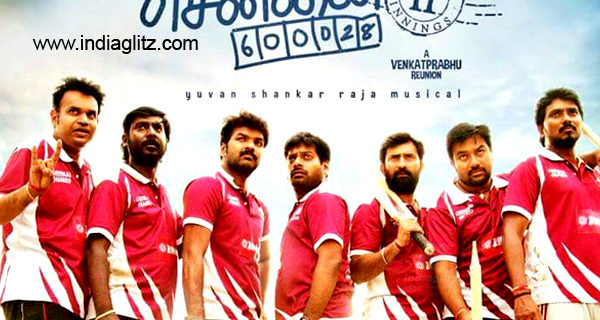 சென்னை
600028
II
INNINGS
www.indiaglitz.com
A
VENKATPRABHU
REUNION
yuvan shankar raja musical